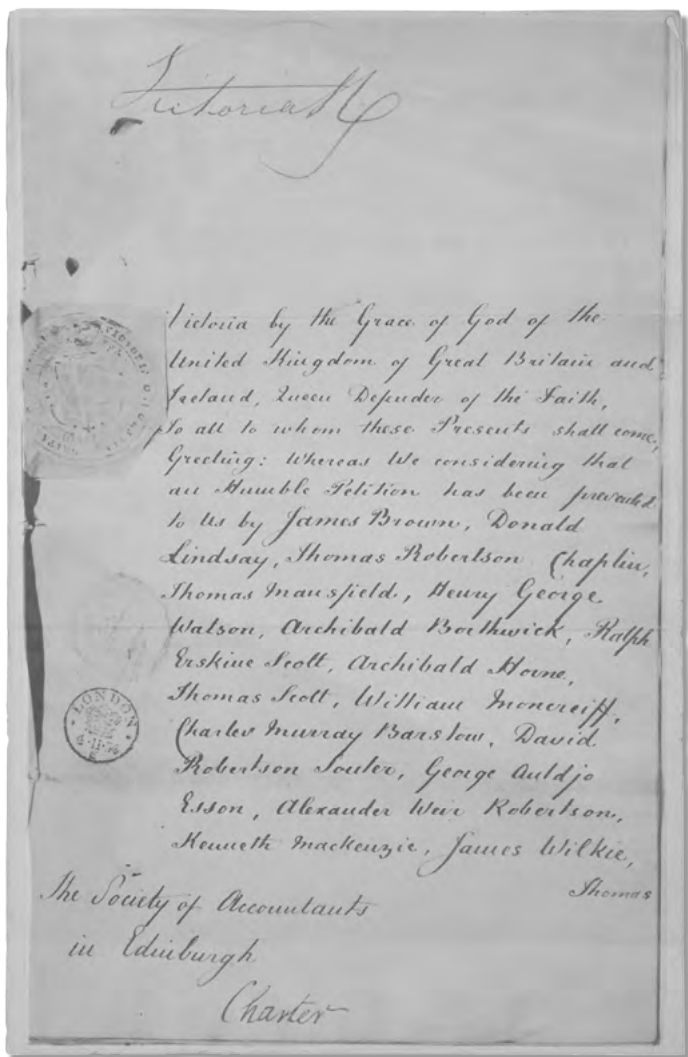 Victoria R
Victoria by the Grace of God of the
United Kingdom of Great Britain and
Ireland, Queen Defender of the Faith,
To all to whom these Presents shall come,
Greeting: Whereas We considering that
an Humble Petition has been presented
to Us by James Brown, Donald
Lindsay, Thomas Robertson Chaplin,
Thomas Mansfield, Henry George
Watson, Archibald Borthwick, Ralph
Erskine Scott, Archibald Horne,
Thomas Scott, William Moncreiff,
Charles Murray Barstow, David
Robertson Souter, George Auldjo
Esson, Alexander Weir Robertson,
Kenneth Mackenzie, James Wilkie,
Thomas
LONDON
The Society of Accountants
in Edinburgh
Charter